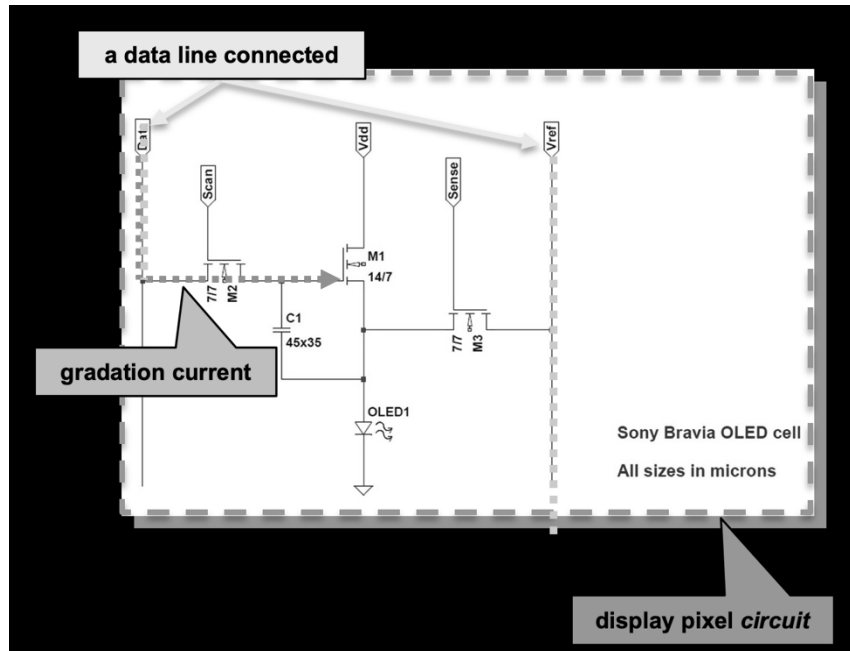 a data line connected
Dat
Vdd
Vref
Scan
Sense
M1
14/7
7/7
M2
C1
45x35
7/7
M3
gradation current
OLED1
Sony Bravia OLED cell
All sizes in microns
display pixel circuit